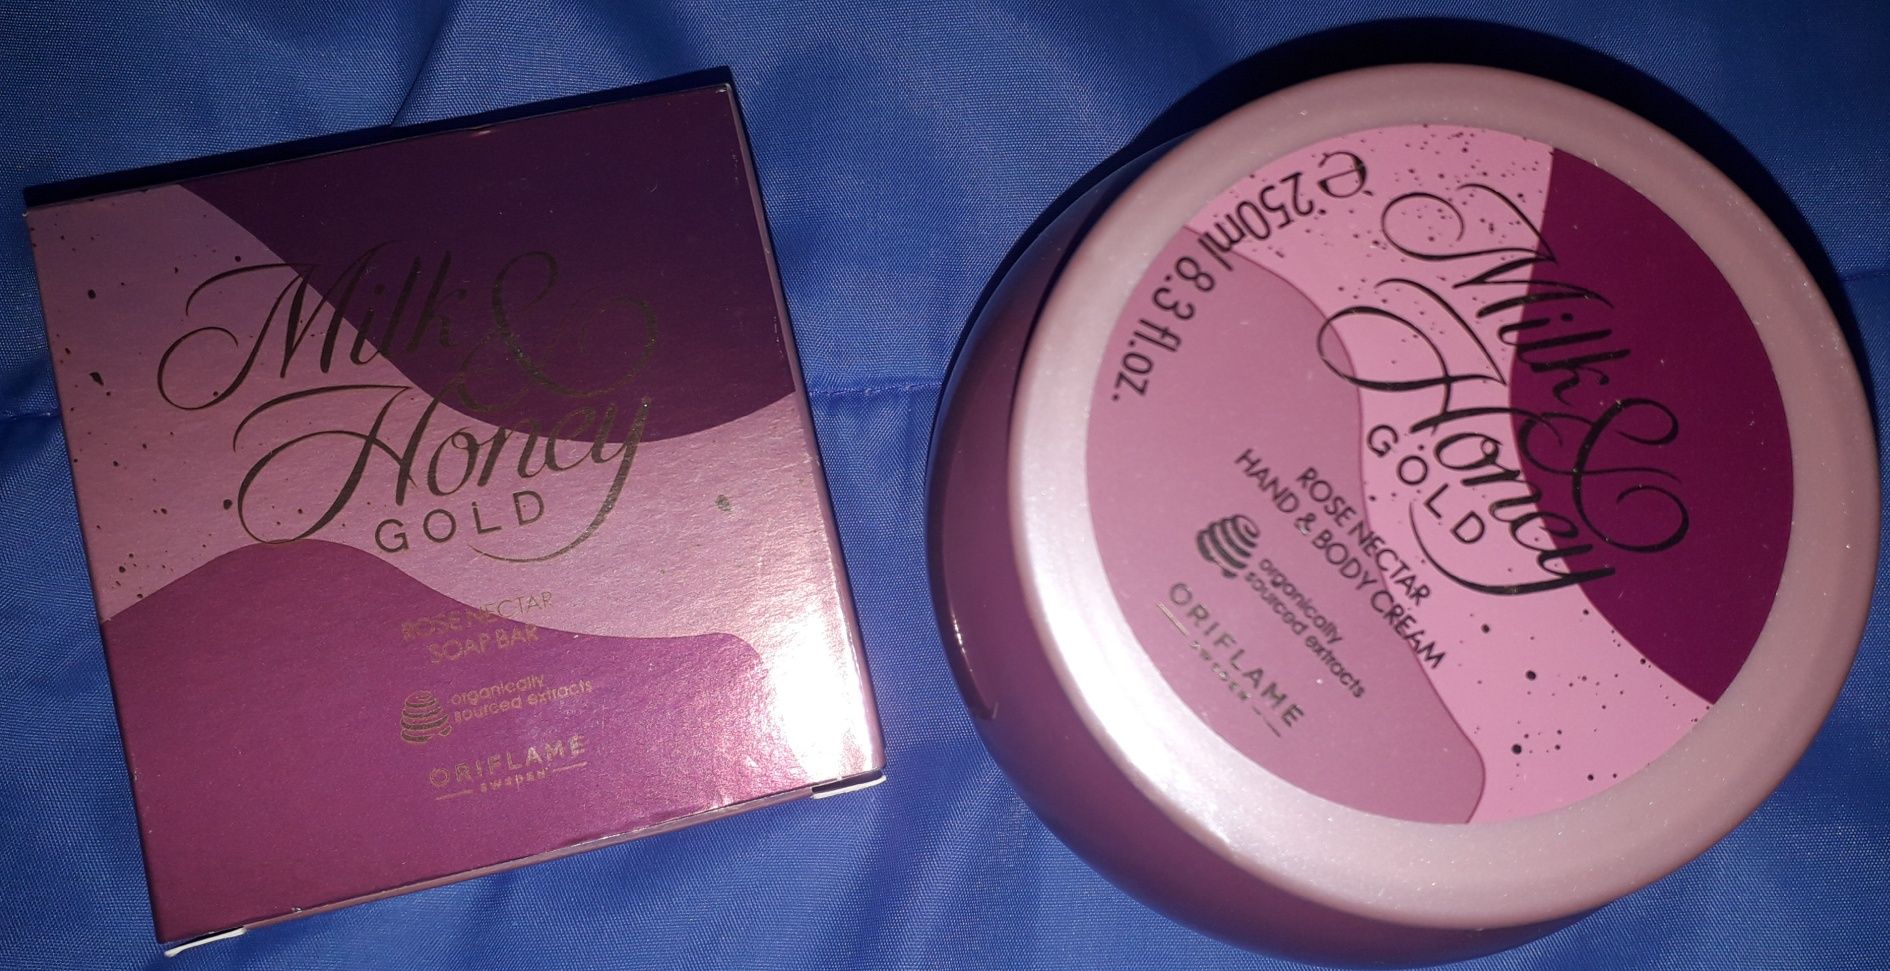 Milk &
Honey
GOLD
ROSE NECTAR
SOAP BAR
organically
sourced extracts
ORIFLAME
SWEDEN
Milk &
Honey
GOLD
ROSE NECTAR
HAND & BODY CREAM
organically
sourced extracts
ORIFLAME
SWEDEN
℮ 250ml 8.3 fl.oz.